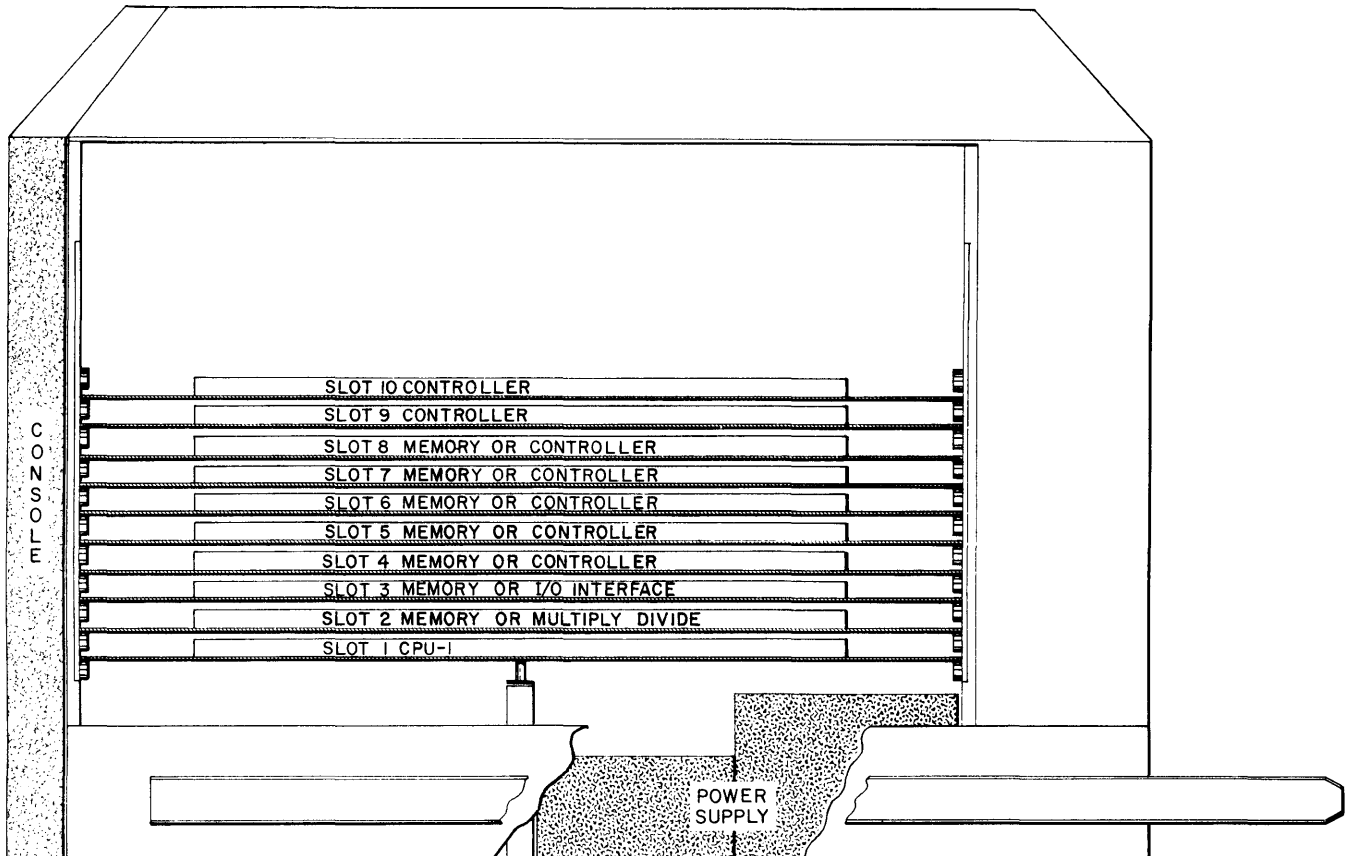 SLOT 10 CONTROLLER
SLOT 9 CONTROLLER
SLOT 8 MEMORY OR CONTROLLER
SLOT 7 MEMORY OR CONTROLLER
SLOT 6 MEMORY OR CONTROLLER
SLOT 5 MEMORY OR CONTROLLER
SLOT 4 MEMORY OR CONTROLLER
SLOT 3 MEMORY OR I/O INTERFACE
SLOT 2 MEMORY OR MULTIPLY DIVIDE
SLOT 1 CPU-1
CONSOLE
POWER
SUPPLY